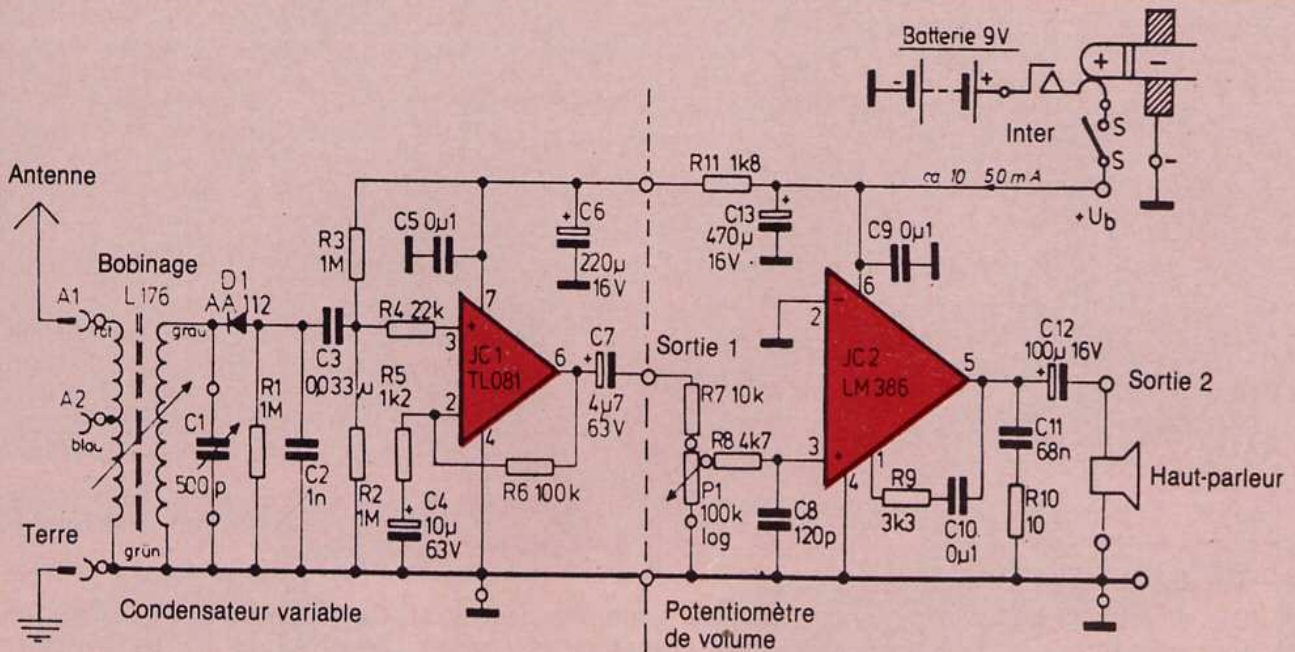 Batterie 9V
-
+
+
-
Inter
S
S
-
+U_b
ca 10 50 mA
R11 1k8
Antenne
C5 0µ1
C6
220µ
16V
+
C13
470µ
16V
+
C9 0µ1
R3
1M
Bobinage
L 176
D1
AA 112
A1
rot
grau
R4 22k
C3
0,033 µ
7
+
3
JC1
TL081
6
2
4
C7
+
4µ7
63V
Sortie 1
6
-
2
JC2
LM 386
5
3
+
1
4
C12
+
100µ 16V
Sortie 2
R7 10k
A2
blau
C1
500 p
R1
1M
C2
1n
R5
1k2
R2
1M
R6 100k
C4
10µ
63V
+
R8 4k7
P1
100k
log
C8
120p
R9
3k3
C10
0µ1
C11
68n
R10
10
Haut-parleur
Terre
grün
Condensateur variable
Potentiomètre
de volume